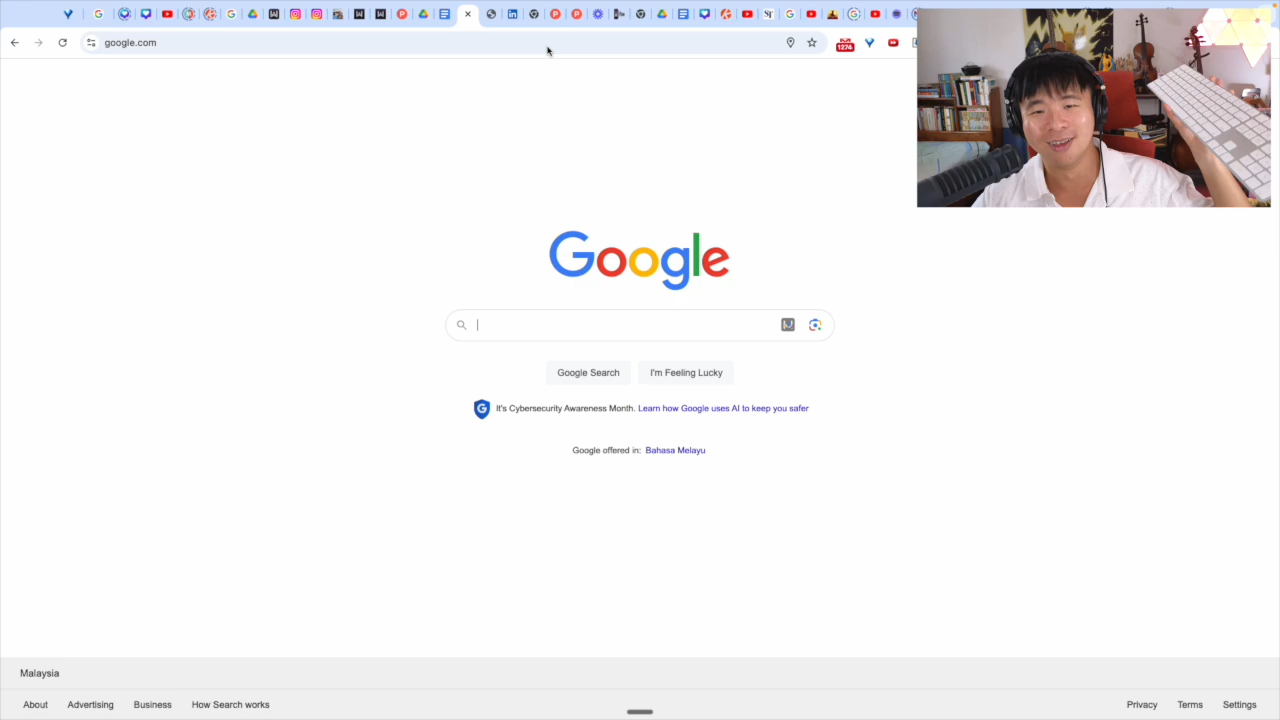 google.com
1274
Google
Google Search
I'm Feeling Lucky
It's Cybersecurity Awareness Month. Learn how Google uses AI to keep you safer
Google offered in: Bahasa Melayu
Malaysia
About
Advertising
Business
How Search works
Privacy
Terms
Settings